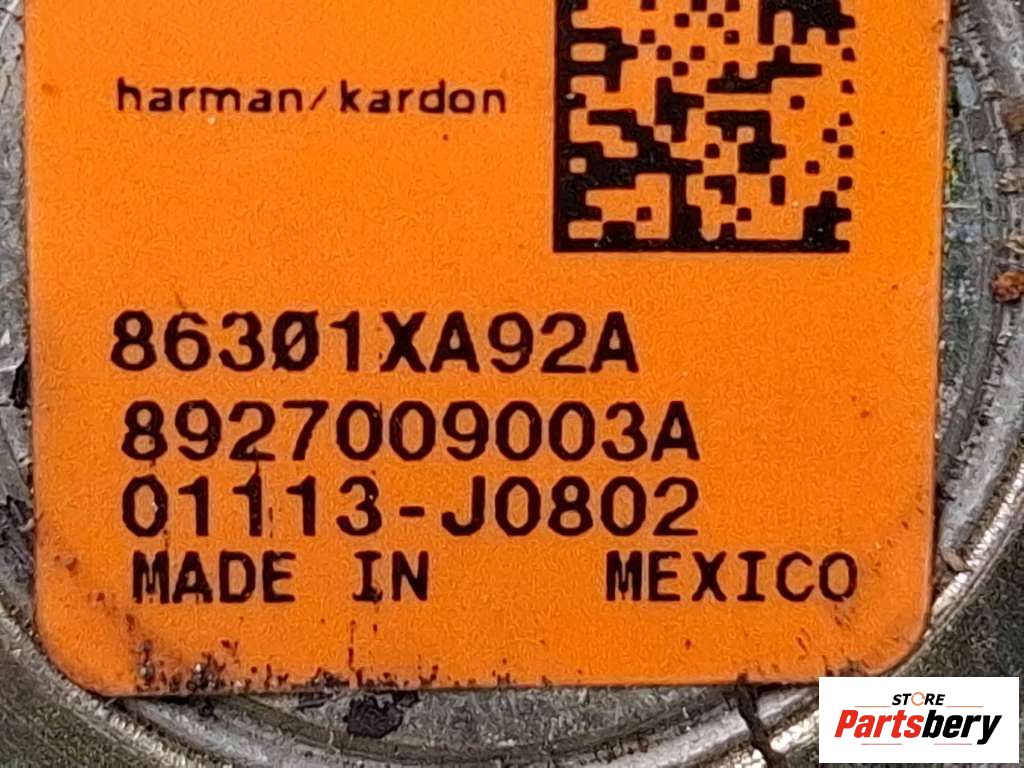 harman/kardon
86301XA92A
8927009003A
01113-J0802
MADE IN MEXICO
STORE
Partsbery